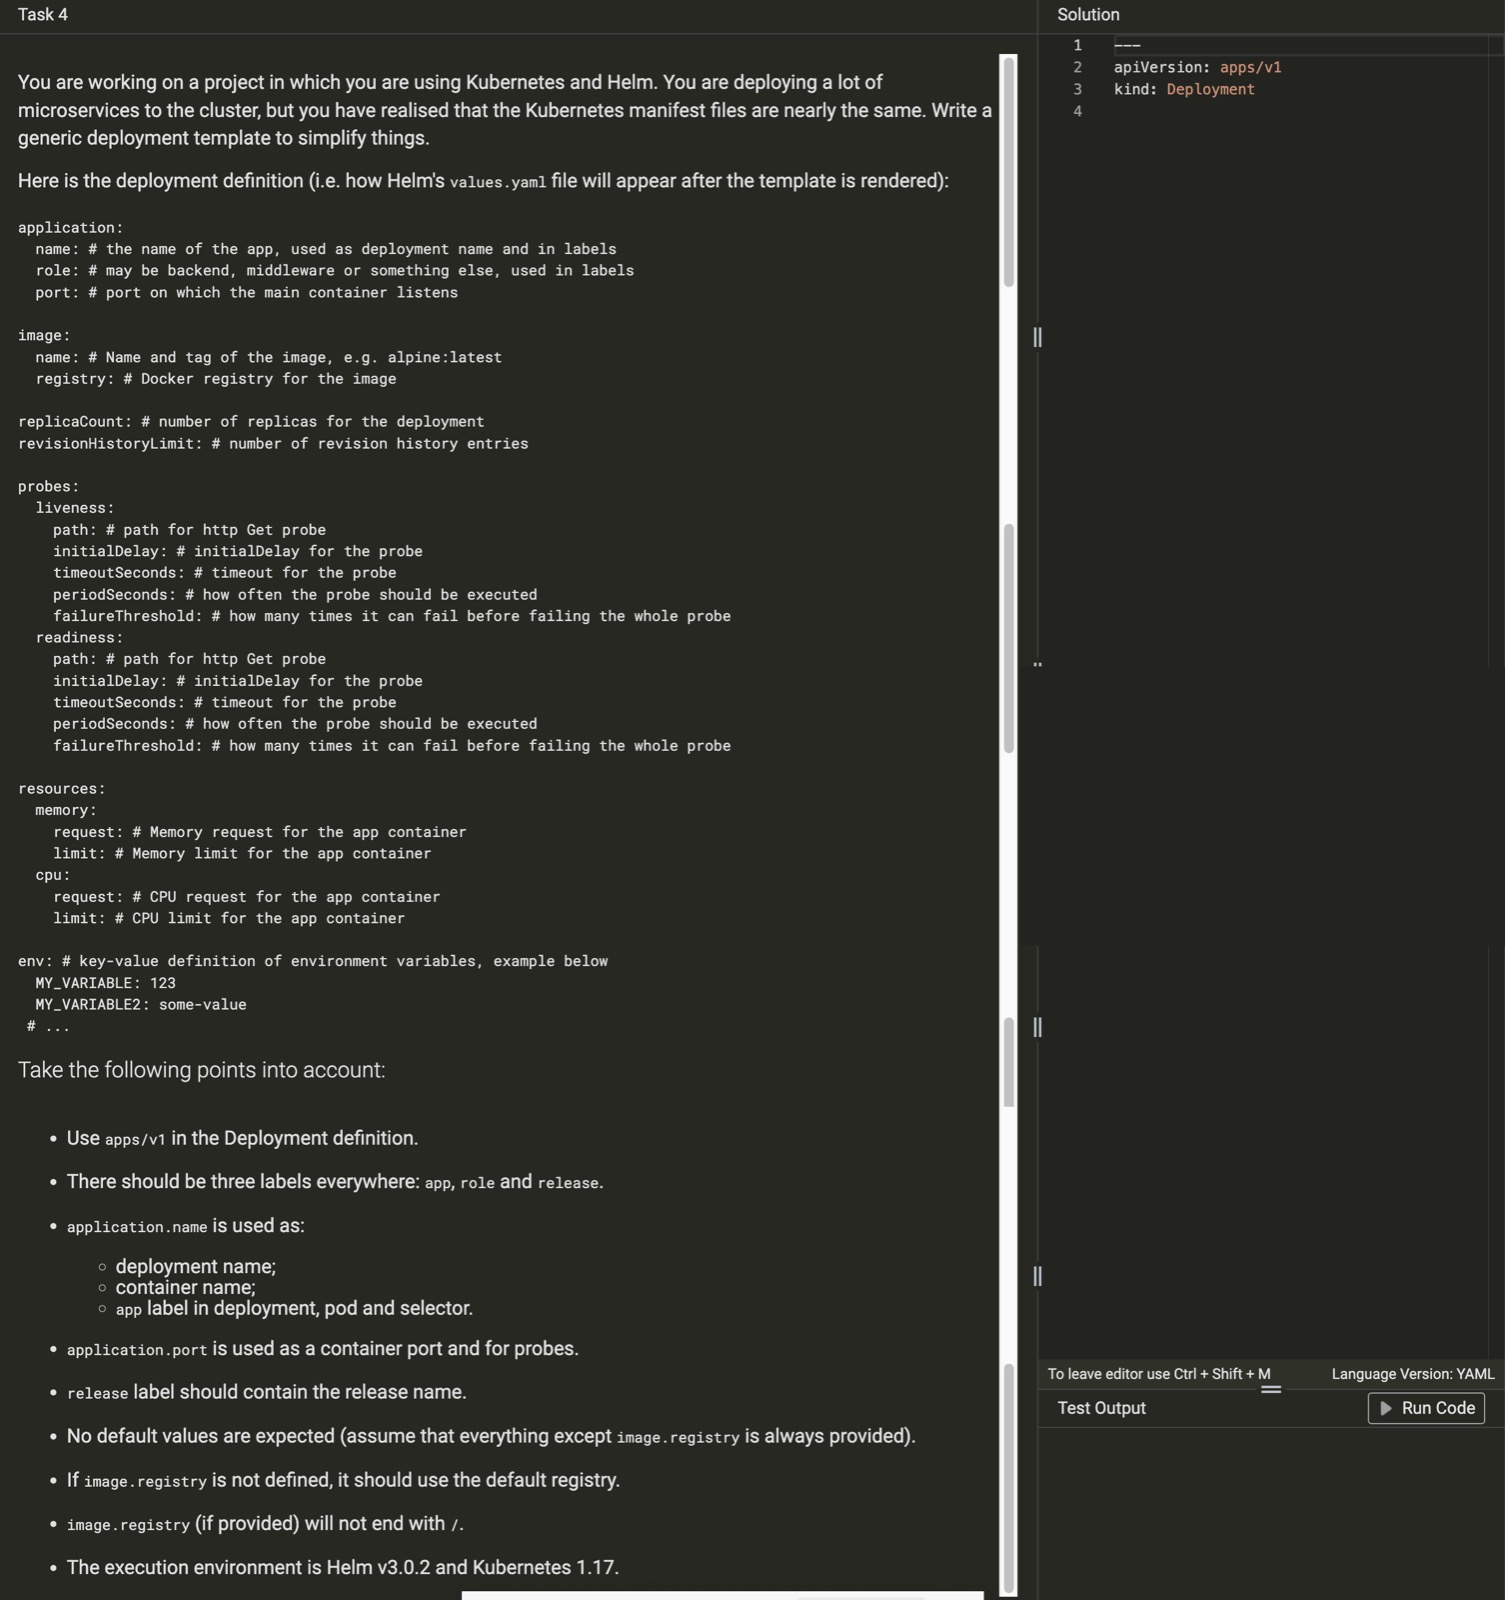 Task 4
You are working on a project in which you are using Kubernetes and Helm. You are deploying a lot of
microservices to the cluster, but you have realised that the Kubernetes manifest files are nearly the same. Write a
generic deployment template to simplify things.
Here is the deployment definition (i.e. how Helm's values.yaml file will appear after the template is rendered):
application:
  name: # the name of the app, used as deployment name and in labels
  role: # may be backend, middleware or something else, used in labels
  port: # port on which the main container listens
image:
  name: # Name and tag of the image, e.g. alpine:latest
  registry: # Docker registry for the image
replicaCount: # number of replicas for the deployment
revisionHistoryLimit: # number of revision history entries
probes:
  liveness:
    path: # path for http Get probe
    initialDelay: # initialDelay for the probe
    timeoutSeconds: # timeout for the probe
    periodSeconds: # how often the probe should be executed
    failureThreshold: # how many times it can fail before failing the whole probe
  readiness:
    path: # path for http Get probe
    initialDelay: # initialDelay for the probe
    timeoutSeconds: # timeout for the probe
    periodSeconds: # how often the probe should be executed
    failureThreshold: # how many times it can fail before failing the whole probe
resources:
  memory:
    request: # Memory request for the app container
    limit: # Memory limit for the app container
  cpu:
    request: # CPU request for the app container
    limit: # CPU limit for the app container
env: # key-value definition of environment variables, example below
  MY_VARIABLE: 123
  MY_VARIABLE2: some-value
 # ...
Take the following points into account:
• Use apps/v1 in the Deployment definition.
• There should be three labels everywhere: app, role and release.
• application.name is used as:
◦ deployment name;
◦ container name;
◦ app label in deployment, pod and selector.
• application.port is used as a container port and for probes.
• release label should contain the release name.
• No default values are expected (assume that everything except image.registry is always provided).
• If image.registry is not defined, it should use the default registry.
• image.registry (if provided) will not end with /.
• The execution environment is Helm v3.0.2 and Kubernetes 1.17.
Solution
1 ---
2 apiVersion: apps/v1
3 kind: Deployment
4
To leave editor use Ctrl + Shift + M
Language Version: YAML
Test Output
Run Code